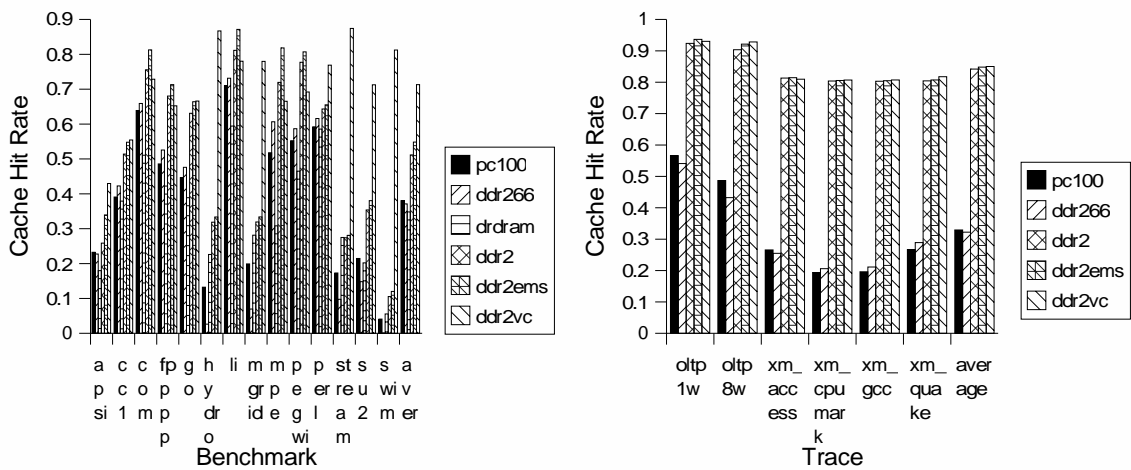 Cache Hit Rate
0.9
0.8
0.7
0.6
0.5
0.4
0.3
0.2
0.1
0
a p si
c c 1
c o m
fp p p p
g o
h y dr o
li
m grid
m p e
p e g wi
p er l
st re a m
s u 2
s wi m
a v er
Benchmark
pc100
ddr266
drdram
ddr2
ddr2ems
ddr2vc
Cache Hit Rate
1
0.9
0.8
0.7
0.6
0.5
0.4
0.3
0.2
0.1
0
oltp 1w
oltp 8w
xm_ acc ess
xm_ cpu mar k
xm_ gcc
xm_ qua ke
aver age
Trace
pc100
ddr266
ddr2
ddr2ems
ddr2vc